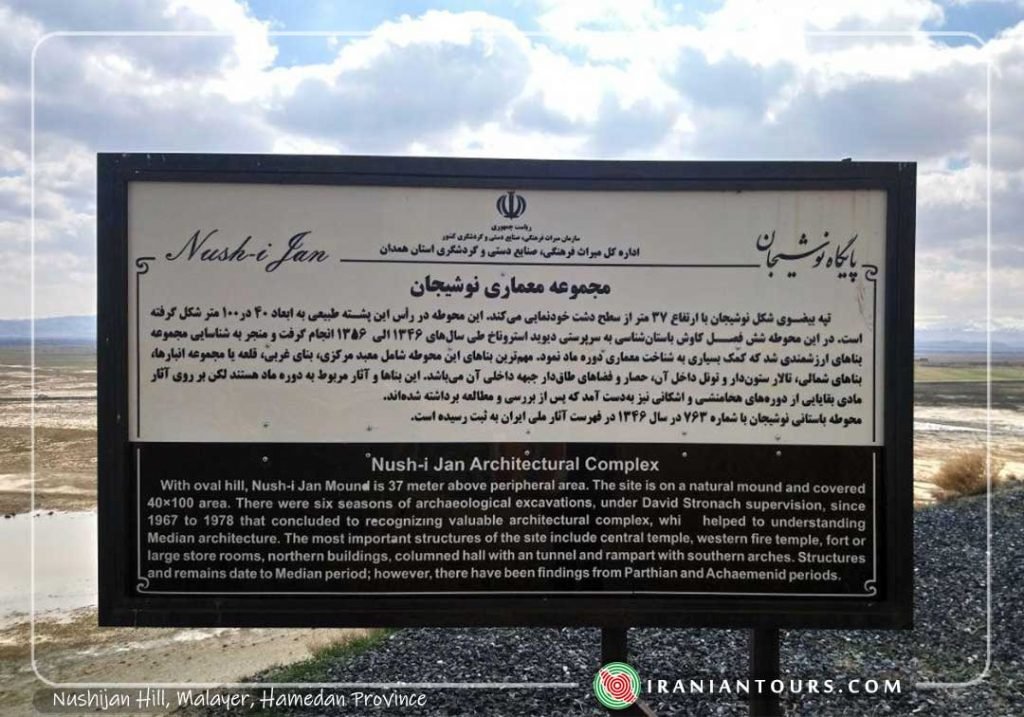 ریاست جمهوری
سازمان میراث فرهنگی، صنایع دستی و گردشگری کشور
اداره کل میراث فرهنگی، صنایع دستی و گردشگری استان همدان
Nush-i Jan
پایگاه نوشیجان
مجموعه معماری نوشیجان
تپه بیضوی شکل نوشیجان با ارتفاع ۳۷ متر از سطح دشت خودنمایی می‌کند. این محوطه در رأس این پشته طبیعی به ابعاد ۴۰ در ۱۰۰ متر شکل گرفته
است. در این محوطه شش فصل کاوش باستان‌شناسی به سرپرستی دیوید استروناخ طی سال‌های ۱۳۴۶ الی ۱۳۵۶ انجام گرفت و منجر به شناسایی مجموعه
بناهای ارزشمندی شد که کمک بسیاری به شناخت معماری دوره ماد نمود. مهم‌ترین بناهای این محوطه شامل معبد مرکزی، بنای غربی، قلعه یا مجموعه انبارها،
بناهای شمالی، تالار ستون‌دار و تونل داخل آن، حصار و فضاهای طاق‌دار جبهه داخلی آن می‌باشد. این بناها و آثار مربوط به دوره ماد هستند لکن بر روی آثار
مادی بقایایی از دوره‌های هخامنشی و اشکانی نیز به‌دست آمد که پس از بررسی و مطالعه برداشته شده‌اند.
محوطه باستانی نوشیجان با شماره ۷۶۳ در سال ۱۳۴۶ در فهرست آثار ملی ایران به ثبت رسیده است.
Nush-i Jan Architectural Complex
With oval hill, Nush-i Jan Mound is 37 meter above peripheral area. The site is on a natural mound and covered
40×100 area. There were six seasons of archaeological excavations, under David Stronach supervision, since
1967 to 1978 that concluded to recognizing valuable architectural complex, whi helped to understanding
Median architecture. The most important structures of the site include central temple, western fire temple, fort or
large store rooms, northern buildings, columned hall with an tunnel and rampart with southern arches. Structures
and remains date to Median period; however, there have been findings from Parthian and Achaemenid periods.
Nushijan Hill, Malayer, Hamedan Province
IRANIANTOURS.COM